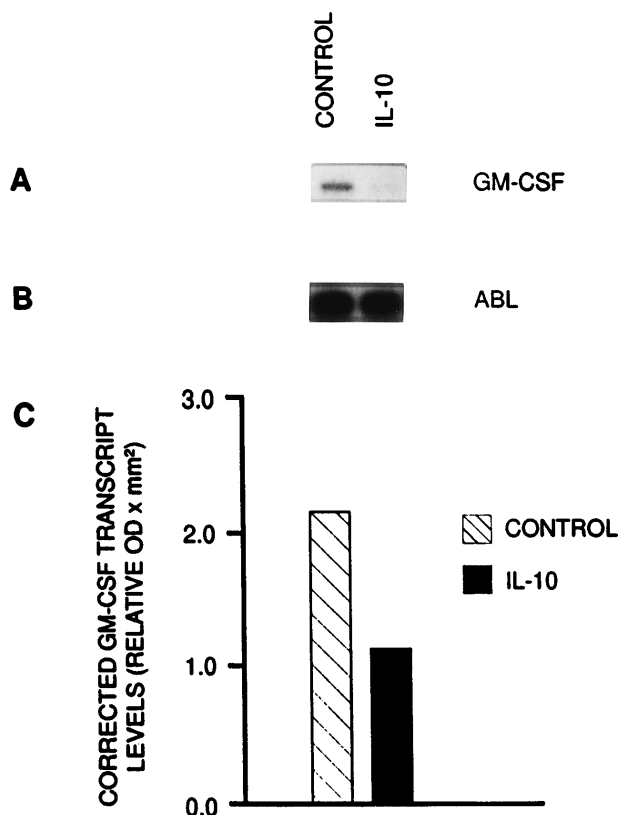 CONTROL
IL-10
A
GM-CSF
B
ABL
C
CORRECTED GM-CSF TRANSCRIPT
LEVELS (RELATIVE OD x mm²)
3.0
2.0
1.0
0.0
CONTROL
IL-10